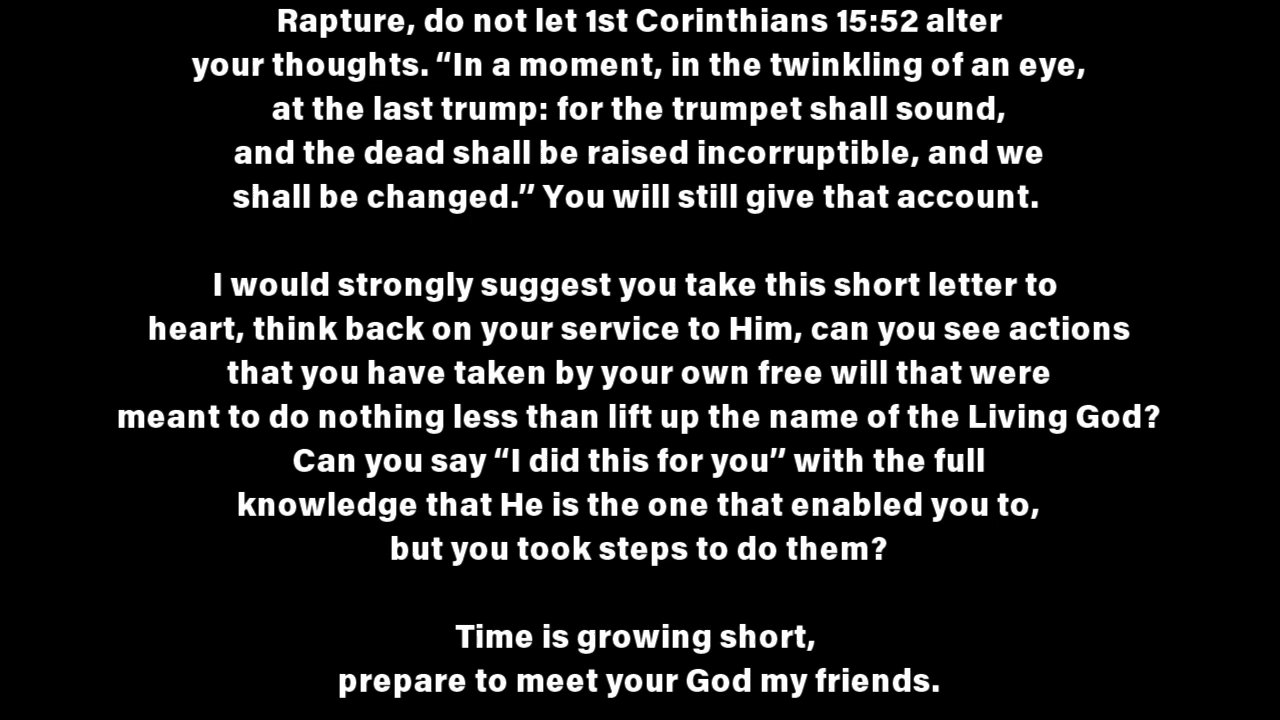 Rapture, do not let 1st Corinthians 15:52 alter
your thoughts. “In a moment, in the twinkling of an eye,
at the last trump: for the trumpet shall sound,
and the dead shall be raised incorruptible, and we
shall be changed.” You will still give that account.
I would strongly suggest you take this short letter to
heart, think back on your service to Him, can you see actions
that you have taken by your own free will that were
meant to do nothing less than lift up the name of the Living God?
Can you say “I did this for you” with the full
knowledge that He is the one that enabled you to,
but you took steps to do them?
Time is growing short,
prepare to meet your God my friends.